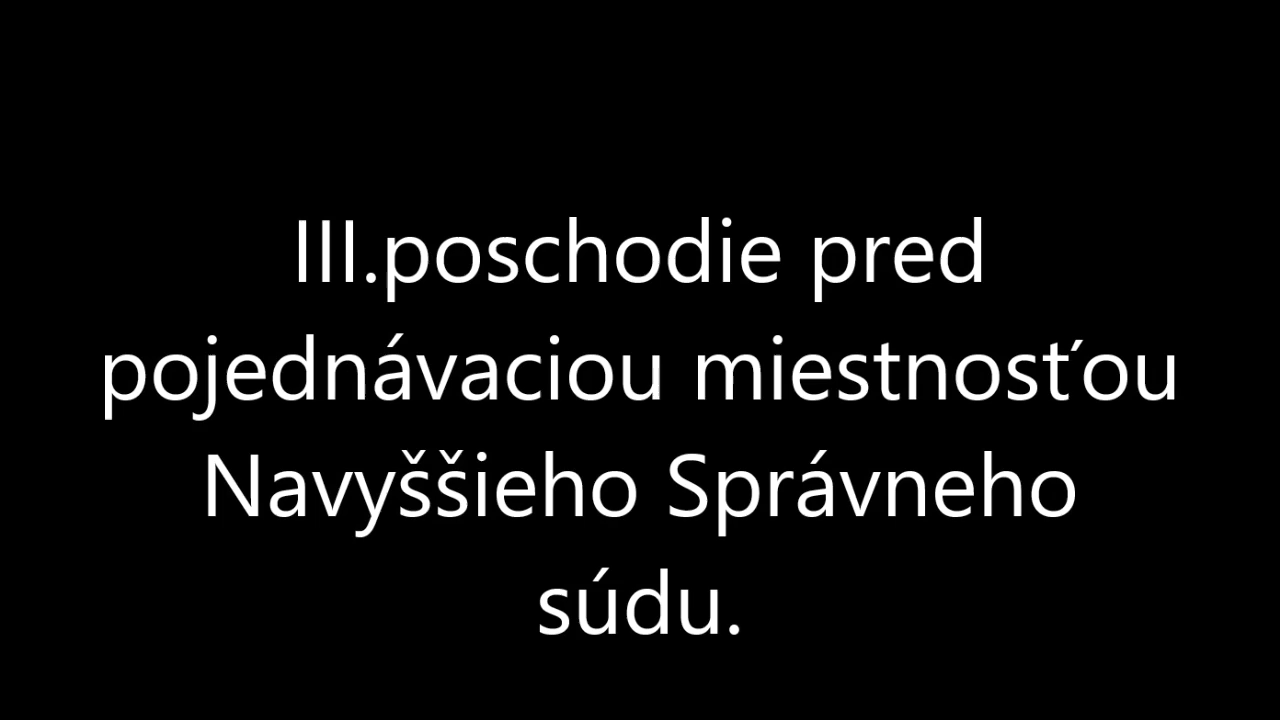 III.poschodie pred
pojednávaciou miestnosťou
Navyššieho Správneho
súdu.